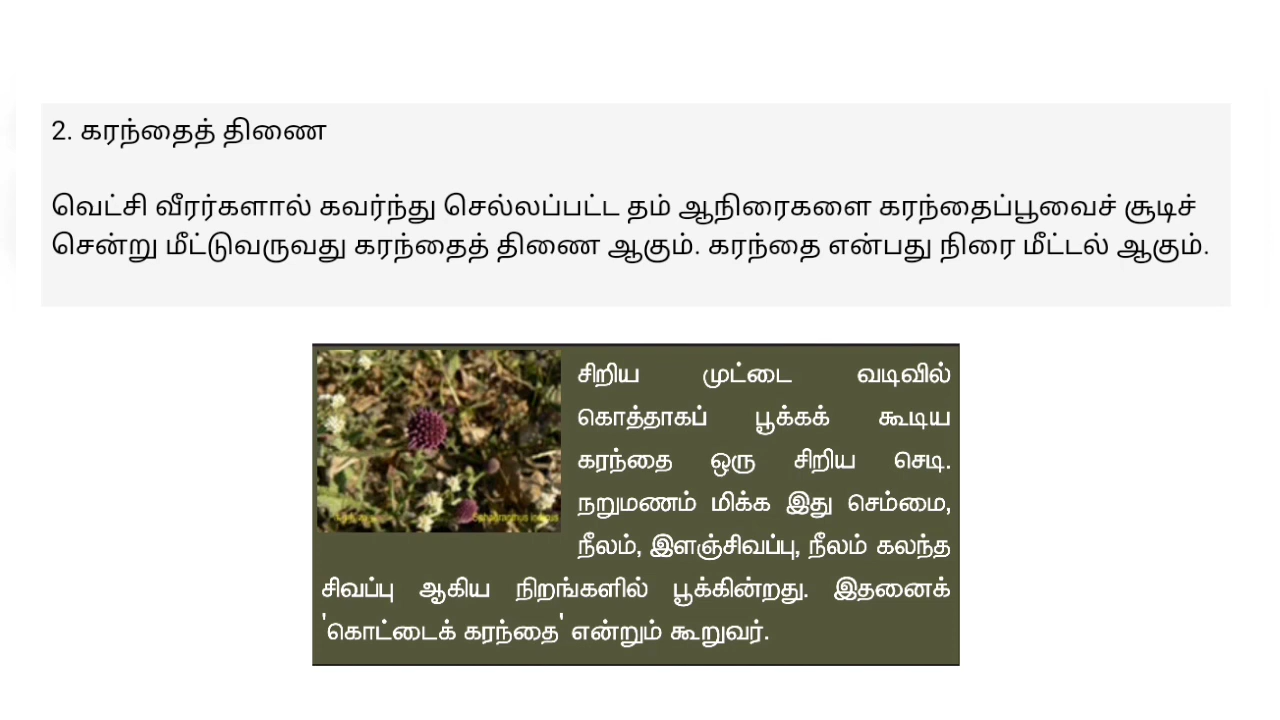 2. கரந்தைத் திணை
வெட்சி வீரர்களால் கவர்ந்து செல்லப்பட்ட தம் ஆநிரைகளை கரந்தைப்பூவைச் சூடிச்
சென்று மீட்டுவருவது கரந்தைத் திணை ஆகும். கரந்தை என்பது நிரை மீட்டல் ஆகும்.
சிறிய முட்டை வடிவில்
கொத்தாகப் பூக்கக் கூடிய
கரந்தை ஒரு சிறிய செடி.
நறுமணம் மிக்க இது செம்மை,
நீலம், இளஞ்சிவப்பு, நீலம் கலந்த
சிவப்பு ஆகிய நிறங்களில் பூக்கின்றது. இதனைக்
'கொட்டைக் கரந்தை' என்றும் கூறுவர்.